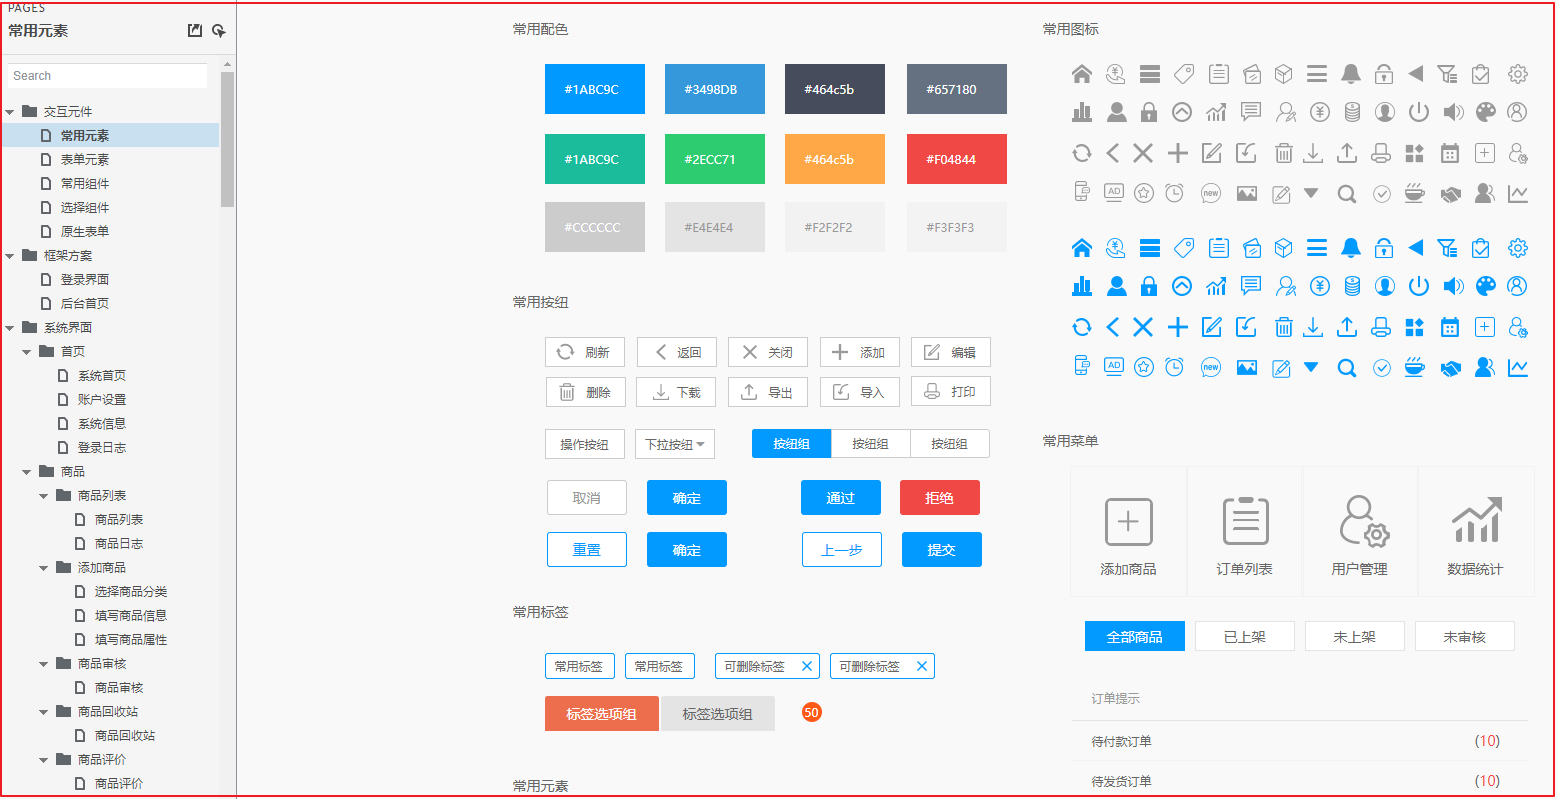 PAGES
常用元素
Search
交互元件
常用元素
表单元素
常用组件
选择组件
原生表单
框架方案
登录界面
后台首页
系统界面
首页
系统首页
账户设置
系统信息
登录日志
商品
商品列表
商品列表
商品日志
添加商品
选择商品分类
填写商品信息
填写商品属性
商品审核
商品审核
商品回收站
商品回收站
商品评价
商品评价
常用配色
#1ABC9C #3498DB #464c5b #657180
#1ABC9C #2ECC71 #464c5b #F04844
#CCCCCC #E4E4E4 #F2F2F2 #F3F3F3
常用按纽
刷新 返回 关闭 添加 编辑
删除 下载 导出 导入 打印
操作按纽 下拉按纽 按纽组 按纽组 按纽组
取消 确定 通过 拒绝
重置 确定 上一步 提交
常用标签
常用标签 常用标签 可删除标签 可删除标签
标签选项组 标签选项组 50
常用元素
常用图标
AD new
AD new
常用菜单
添加商品 订单列表 用户管理 数据统计
全部商品 已上架 未上架 未审核
订单提示
待付款订单 (10)
待发货订单 (10)